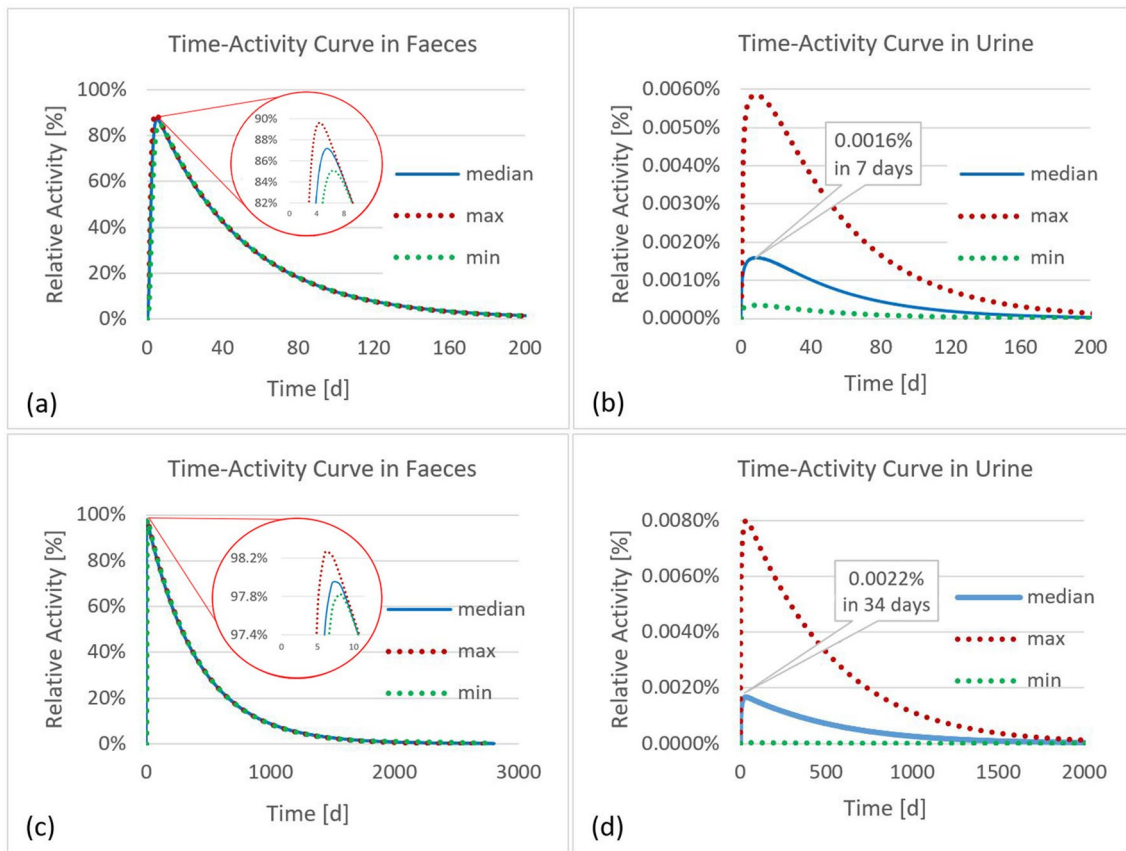 Time-Activity Curve in Faeces
Relative Activity [%]
100%
80%
60%
40%
20%
0%
90%
88%
86%
84%
82%
0 4 8
median
max
min
0 40 80 120 160 200
Time [d]
(a)
Time-Activity Curve in Urine
Relative Activity [%]
0.0060%
0.0050%
0.0040%
0.0030%
0.0020%
0.0010%
0.0000%
0.0016%
in 7 days
median
max
min
0 40 80 120 160 200
Time [d]
(b)
Time-Activity Curve in Faeces
Relative Activity [%]
100%
80%
60%
40%
20%
0%
98.2%
97.8%
97.4%
0 5 10
median
max
min
0 1000 2000 3000
Time [d]
(c)
Time-Activity Curve in Urine
Relative Activity [%]
0.0080%
0.0060%
0.0040%
0.0020%
0.0000%
0.0022%
in 34 days
median
max
min
0 500 1000 1500 2000
Time [d]
(d)